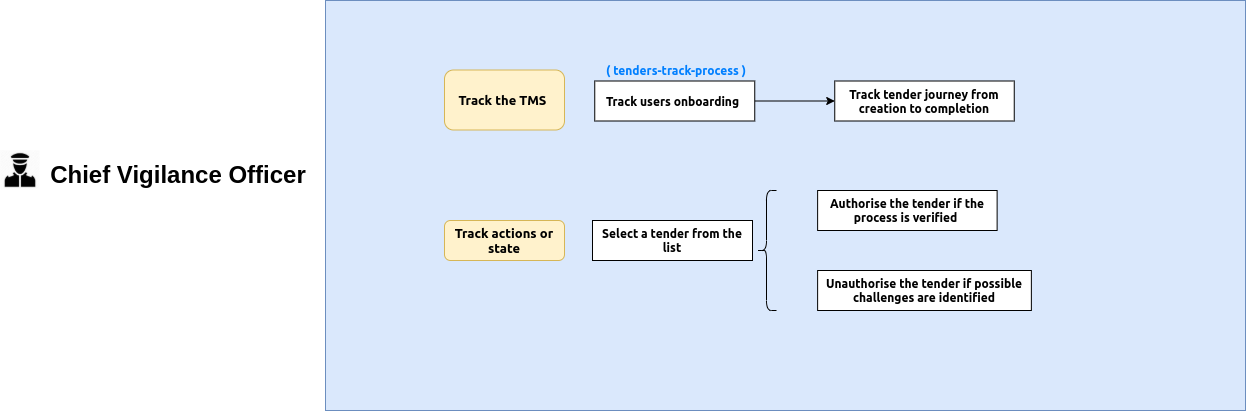 ( tenders-track-process )
Track the TMS
Track users onboarding
Track tender journey from
creation to completion
Chief Vigilance Officer
Track actions or
state
Select a tender from the
list
Authorise the tender if the
process is verified
Unauthorise the tender if possible
challenges are identified